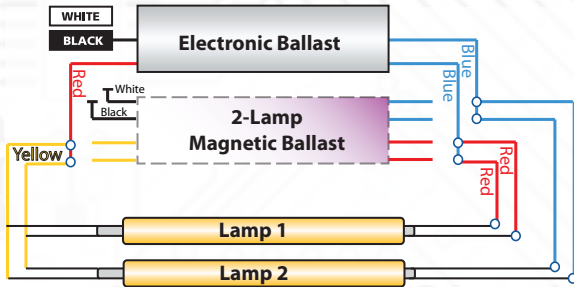 WHITE
BLACK
Electronic Ballast
Red
Blue
Blue
White
Black
2-Lamp
Magnetic Ballast
Yellow
Red
Red
Lamp 1
Lamp 2